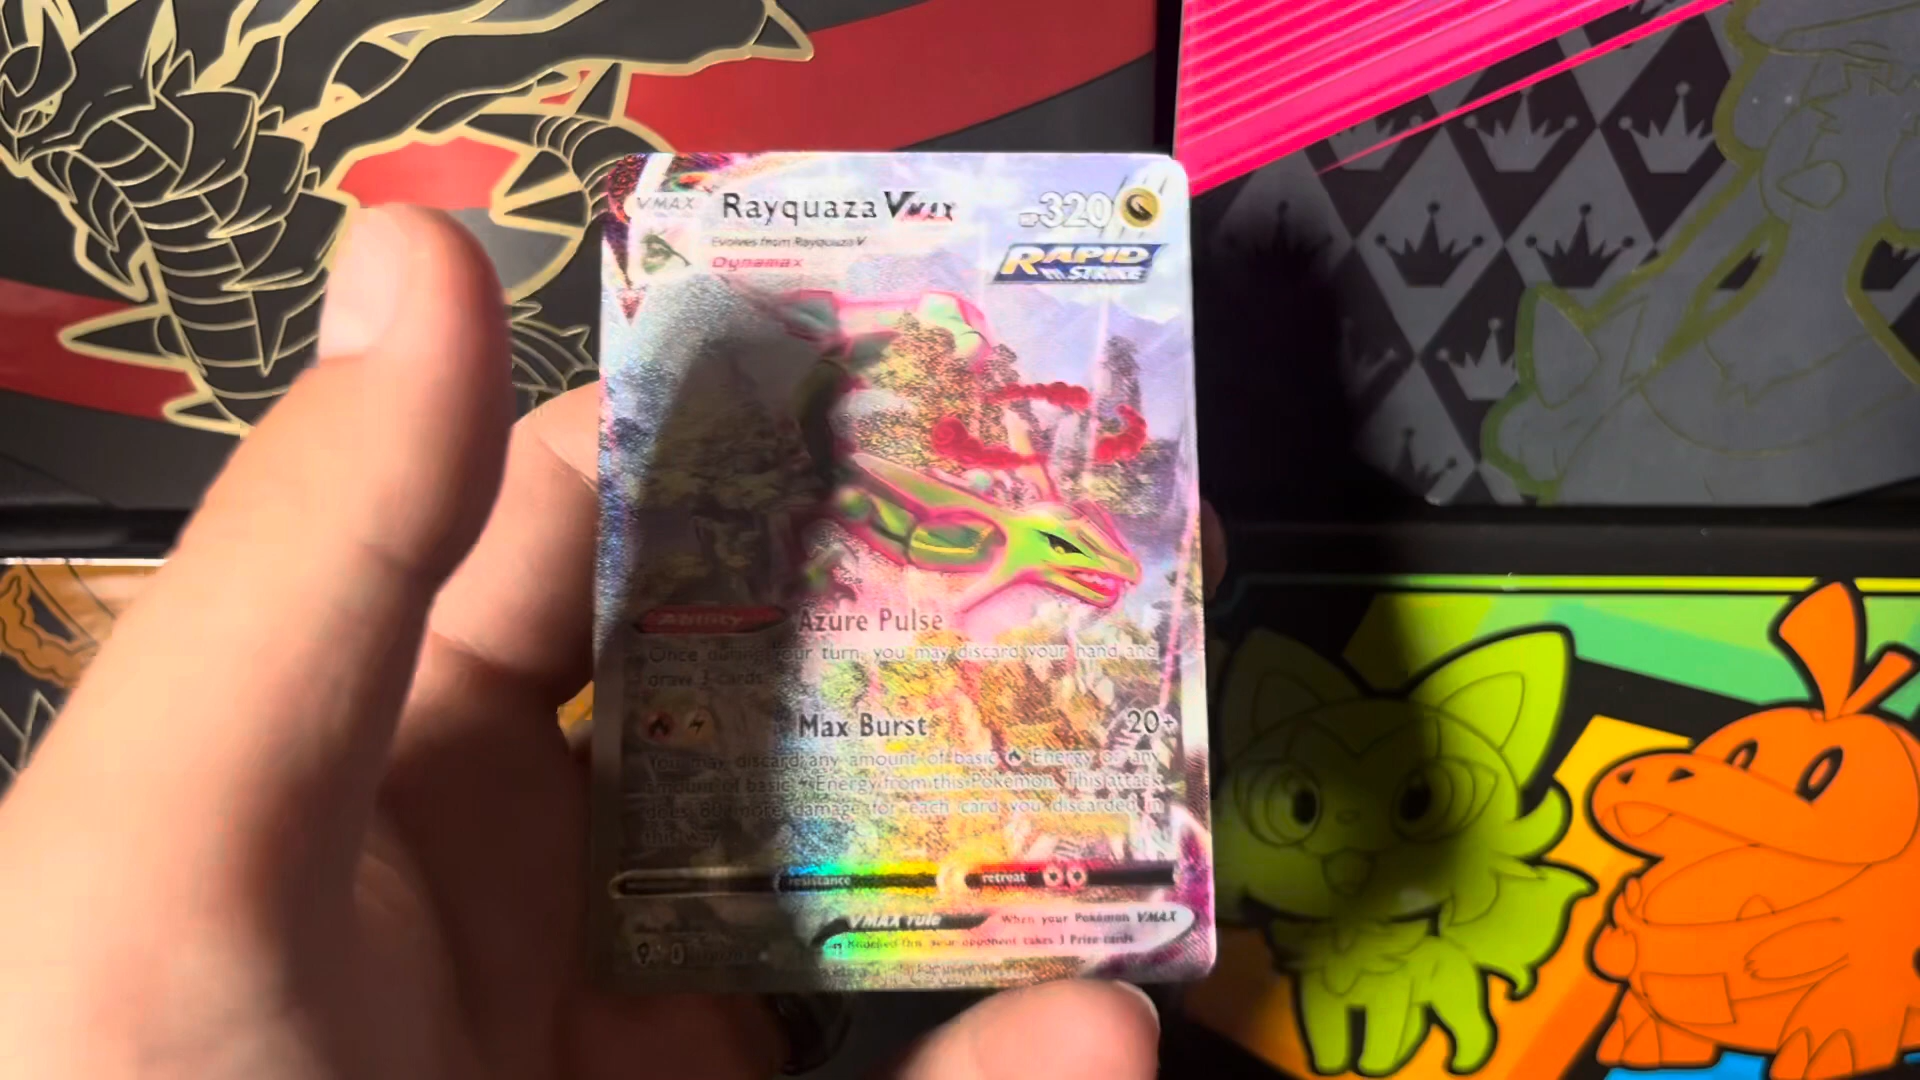 VMAX Rayquaza VMAX 320
Evolves from Rayquaza V
Dynamax
RAPID
STRIKE
Ability Azure Pulse
Once during your turn, you may discard your hand and
draw 3 cards.
Max Burst 20+
You may discard any amount of basic Energy or any
amount of basic Energy from this Pokémon. This attack
does 80 more damage for each card you discarded in
this way.
resistance retreat
VMAX rule When your Pokémon VMAX
is Knocked Out, your opponent takes 3 Prize cards.